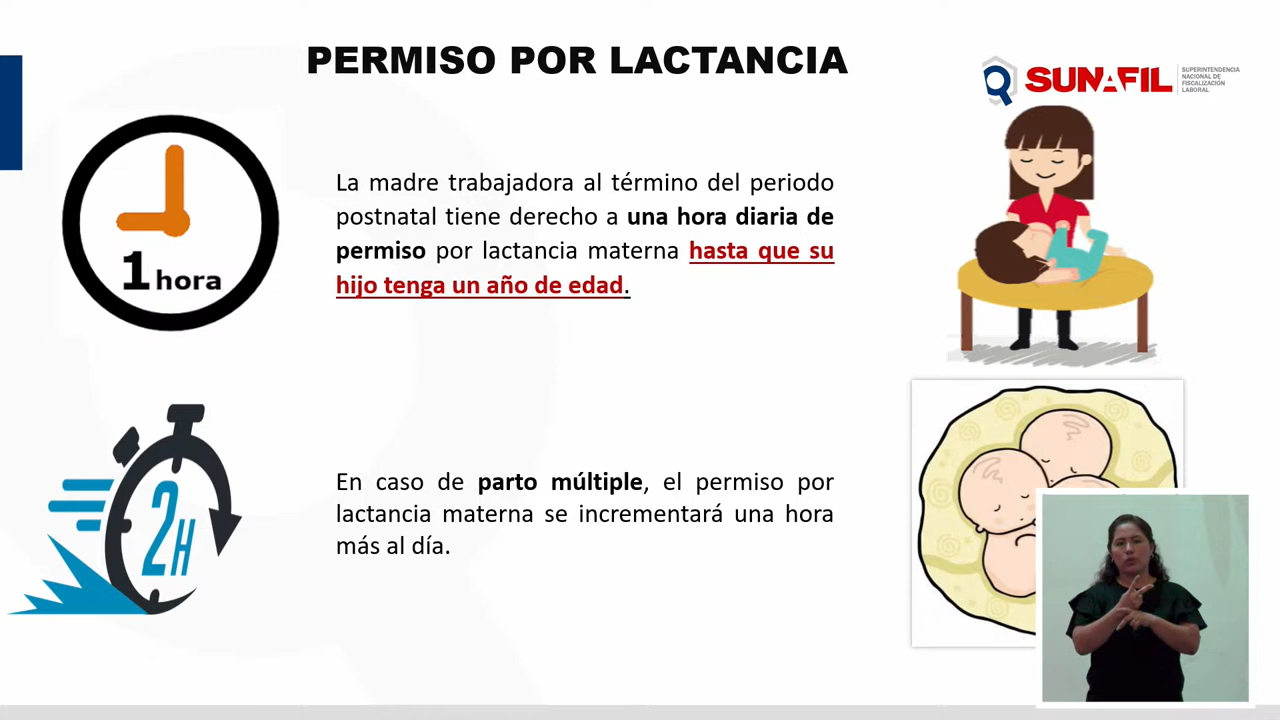 PERMISO POR LACTANCIA
SUNAFIL
SUPERINTENDENCIA
NACIONAL DE
FISCALIZACIÓN
LABORAL
1 hora
La madre trabajadora al término del periodo
postnatal tiene derecho a una hora diaria de
permiso por lactancia materna hasta que su
hijo tenga un año de edad.
2H
En caso de parto múltiple, el permiso por
lactancia materna se incrementará una hora
más al día.